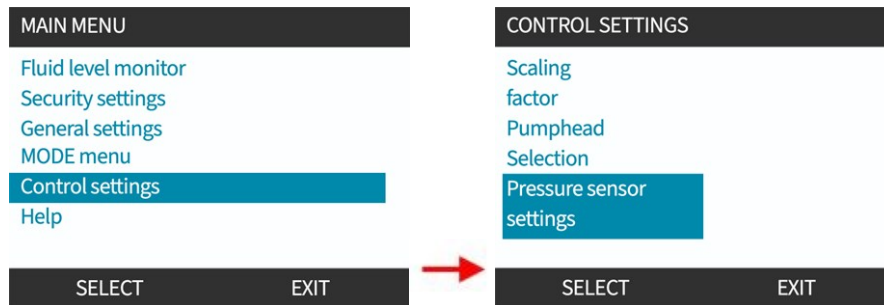 MAIN MENU
Fluid level monitor
Security settings
General settings
MODE menu
Control settings
Help
SELECT EXIT
CONTROL SETTINGS
Scaling
factor
Pumphead
Selection
Pressure sensor
settings
SELECT EXIT